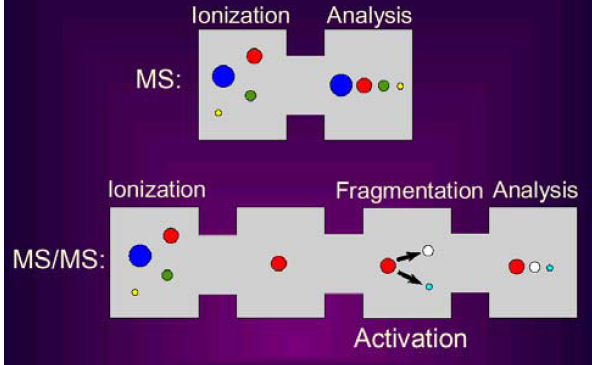 Ionization Analysis
MS:
Ionization Fragmentation Analysis
MS/MS:
Activation